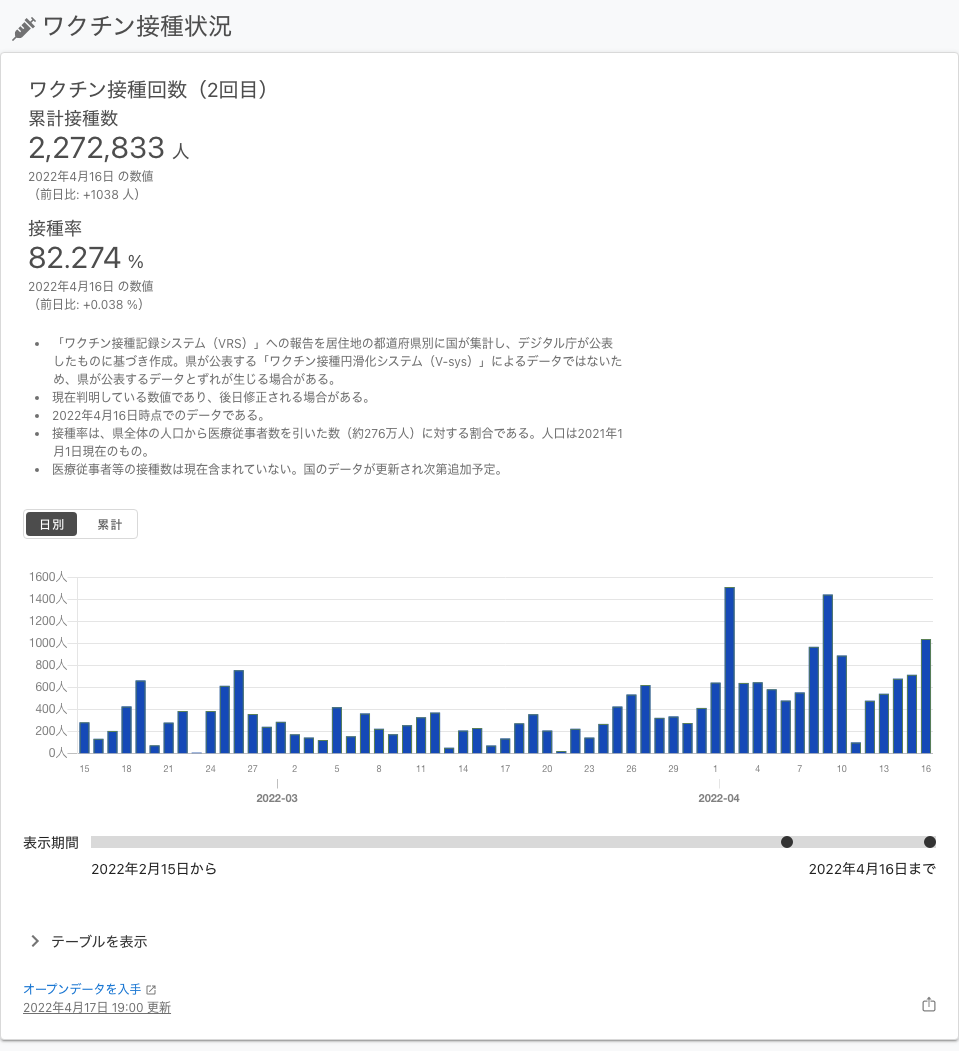 ワクチン接種状況
ワクチン接種回数（2回目）
累計接種数
2,272,833 人
2022年4月16日 の数値
（前日比: +1038 人）
接種率
82.274 %
2022年4月16日 の数値
（前日比: +0.038 %）
• 「ワクチン接種記録システム（VRS）」への報告を居住地の都道府県別に国が集計し、デジタル庁が公表
したものに基づき作成。県が公表する「ワクチン接種円滑化システム（V-sys）」によるデータではないた
め、県が公表するデータとずれが生じる場合がある。
• 現在判明している数値であり、後日修正される場合がある。
• 2022年4月16日時点でのデータである。
• 接種率は、県全体の人口から医療従事者数を引いた数（約276万人）に対する割合である。人口は2021年1
月1日現在のもの。
• 医療従事者等の接種数は現在含まれていない。国のデータが更新され次第追加予定。
日別 累計
1600人
1400人
1200人
1000人
800人
600人
400人
200人
0人
15 18 21 24 27 2 5 8 11 14 17 20 23 26 29 1 4 7 10 13 16
2022-03 2022-04
表示期間
2022年2月15日から 2022年4月16日まで
テーブルを表示
オープンデータを入手
2022年4月17日 19:00 更新